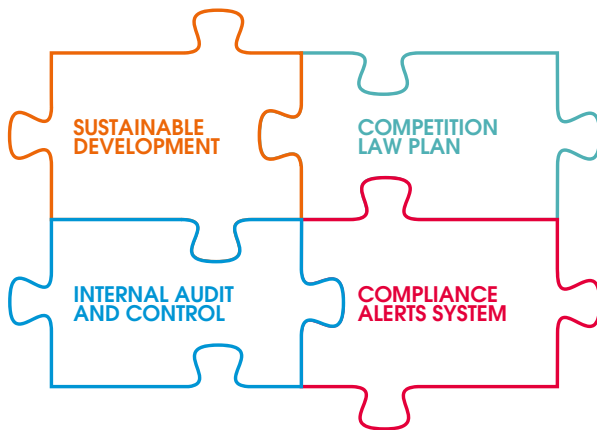 SUSTAINABLE
DEVELOPMENT
COMPETITION
LAW PLAN
INTERNAL AUDIT
AND CONTROL
COMPLIANCE
ALERTS SYSTEM